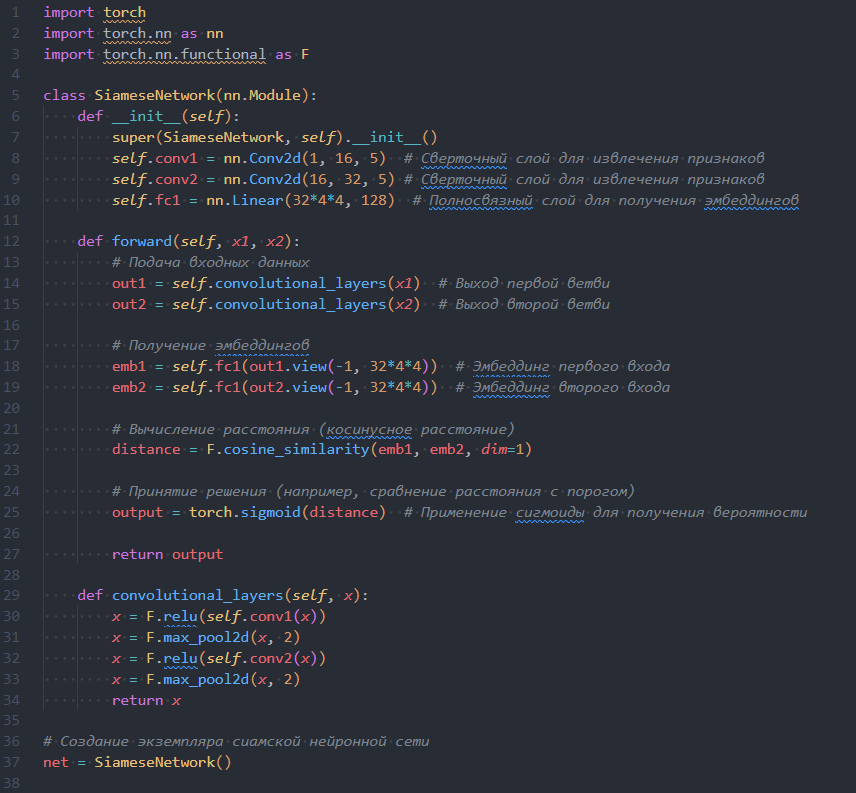 1 import torch
2 import torch.nn as nn
3 import torch.nn.functional as F
4
5 class SiameseNetwork(nn.Module):
6     def __init__(self):
7         super(SiameseNetwork, self).__init__()
8         self.conv1 = nn.Conv2d(1, 16, 5)  # Сверточный слой для извлечения признаков
9         self.conv2 = nn.Conv2d(16, 32, 5) # Сверточный слой для извлечения признаков
10         self.fc1 = nn.Linear(32*4*4, 128)  # Полносвязный слой для получения эмбеддингов
11
12     def forward(self, x1, x2):
13         # Подача входных данных
14         out1 = self.convolutional_layers(x1)  # Выход первой ветви
15         out2 = self.convolutional_layers(x2)  # Выход второй ветви
16
17         # Получение эмбеддингов
18         emb1 = self.fc1(out1.view(-1, 32*4*4))  # Эмбеддинг первого входа
19         emb2 = self.fc1(out2.view(-1, 32*4*4))  # Эмбеддинг второго входа
20
21         # Вычисление расстояния (косинусное расстояние)
22         distance = F.cosine_similarity(emb1, emb2, dim=1)
23
24         # Принятие решения (например, сравнение расстояния с порогом)
25         output = torch.sigmoid(distance)  # Применение сигмоиды для получения вероятности
26
27         return output
28
29     def convolutional_layers(self, x):
30         x = F.relu(self.conv1(x))
31         x = F.max_pool2d(x, 2)
32         x = F.relu(self.conv2(x))
33         x = F.max_pool2d(x, 2)
34         return x
35
36 # Создание экземпляра сиамской нейронной сети
37 net = SiameseNetwork()
38